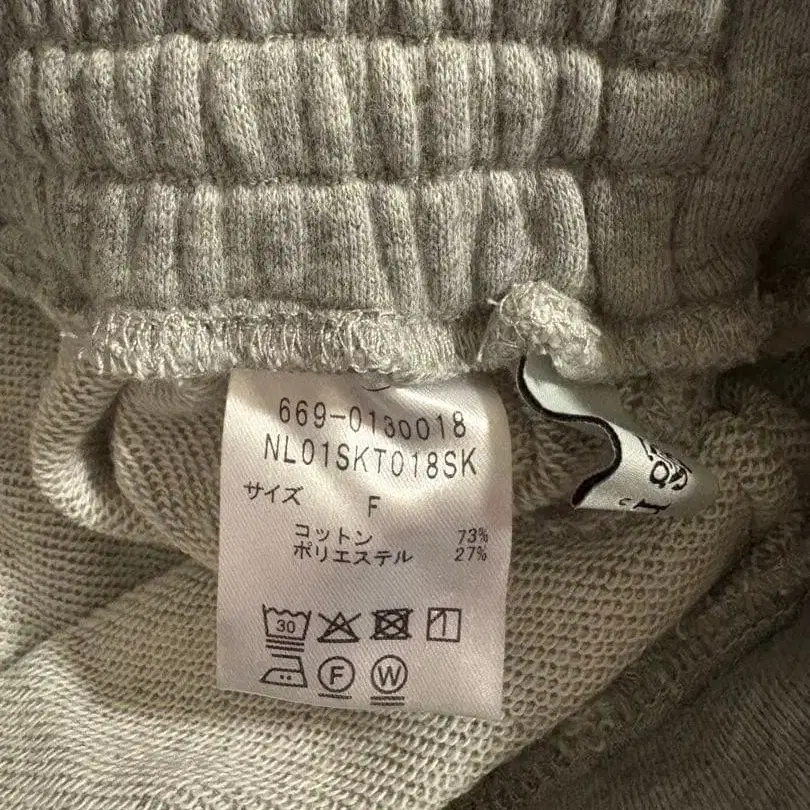 669-0130018
NL01SKT018SK
サイズ F
コットン 73%
ポリエステル 27%
30
F W